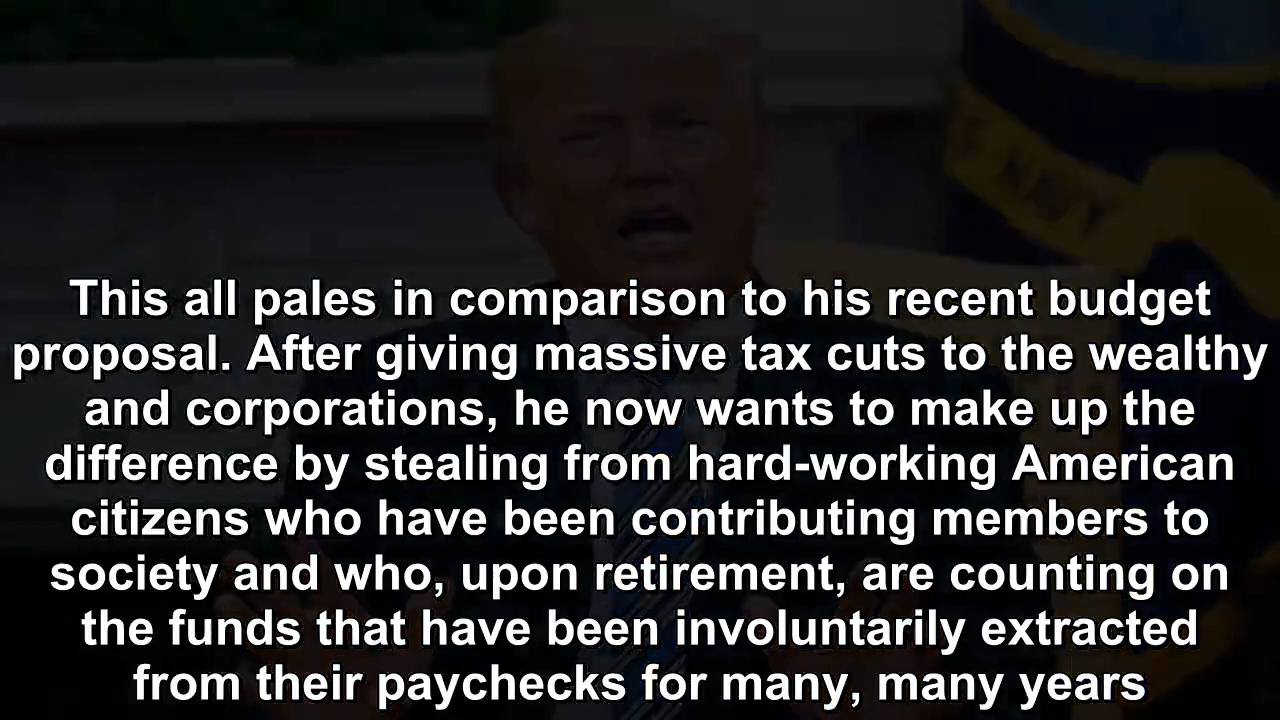 NAVY
This all pales in comparison to his recent budget
proposal. After giving massive tax cuts to the wealthy
and corporations, he now wants to make up the
difference by stealing from hard-working American
citizens who have been contributing members to
society and who, upon retirement, are counting on
the funds that have been involuntarily extracted
from their paychecks for many, many years